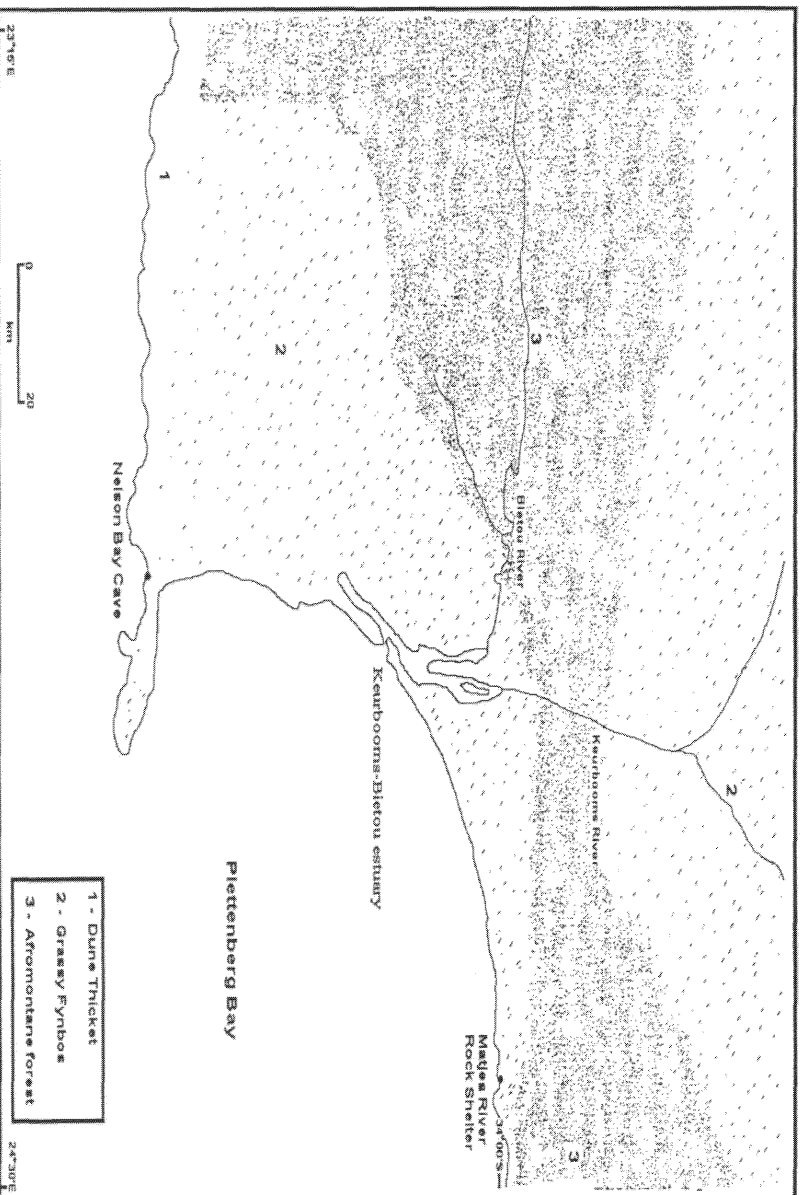 2
Keurbooms River
3
3
Bietou River
34°00'S
Matjes River
Rock Shelter
Keurbooms-Bietou estuary
2
Plettenberg Bay
1
Nelson Bay Cave
1 - Dune Thicket
2 - Grassy Fynbos
3 - Afromontane forest
0 20
km
23°15'E
24°30'E